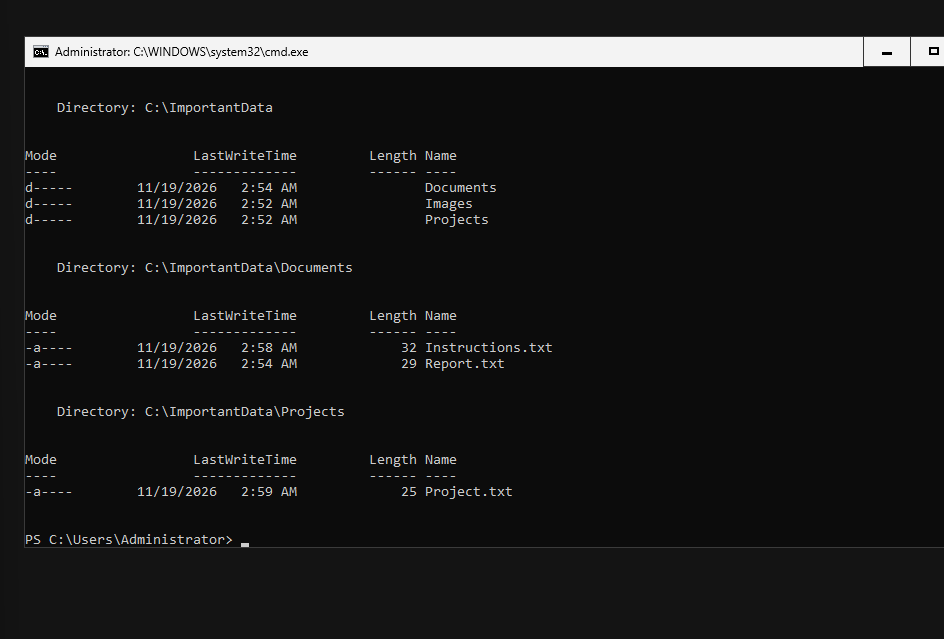 Administrator: C:\WINDOWS\system32\cmd.exe
Directory: C:\ImportantData
Mode                 LastWriteTime         Length Name
----                 -------------         ------ ----
d-----        11/19/2026   2:54 AM                Documents
d-----        11/19/2026   2:52 AM                Images
d-----        11/19/2026   2:52 AM                Projects
Directory: C:\ImportantData\Documents
Mode                 LastWriteTime         Length Name
----                 -------------         ------ ----
-a----        11/19/2026   2:58 AM             32 Instructions.txt
-a----        11/19/2026   2:54 AM             29 Report.txt
Directory: C:\ImportantData\Projects
Mode                 LastWriteTime         Length Name
----                 -------------         ------ ----
-a----        11/19/2026   2:59 AM             25 Project.txt
PS C:\Users\Administrator>